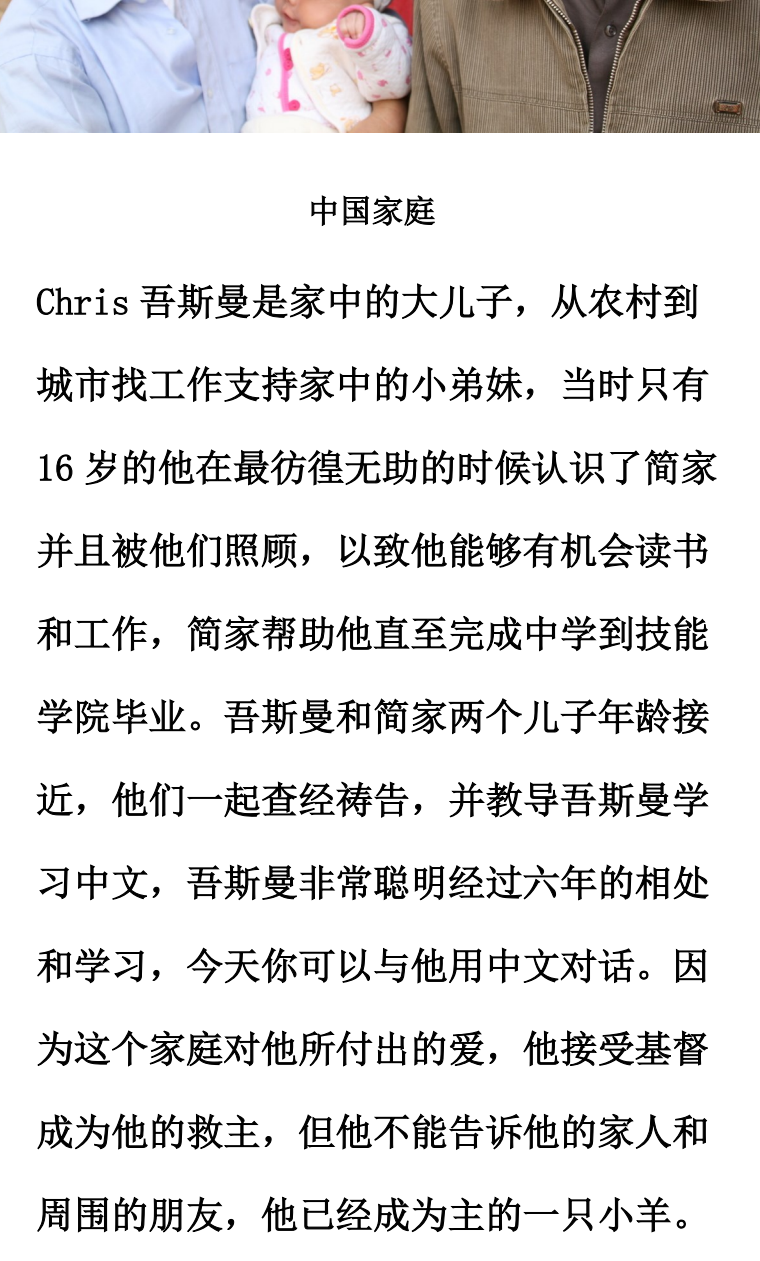 中国家庭
Chris 吾斯曼是家中的大儿子，从农村到
城市找工作支持家中的小弟妹，当时只有
16 岁的他在最彷徨无助的时候认识了简家
并且被他们照顾，以致他能够有机会读书
和工作，简家帮助他直至完成中学到技能
学院毕业。吾斯曼和简家两个儿子年龄接
近，他们一起查经祷告，并教导吾斯曼学
习中文，吾斯曼非常聪明经过六年的相处
和学习，今天你可以与他用中文对话。因
为这个家庭对他所付出的爱，他接受基督
成为他的救主，但他不能告诉他的家人和
周围的朋友，他已经成为主的一只小羊。